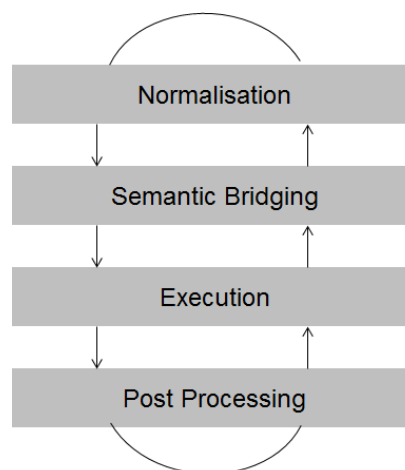 Normalisation
Semantic Bridging
Execution
Post Processing